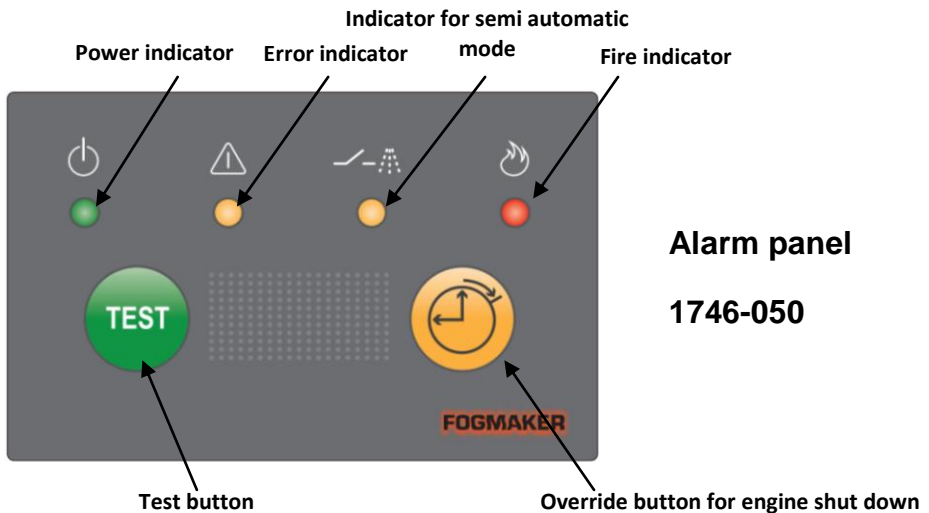 Indicator for semi automatic
mode
Power indicator
Error indicator
Fire indicator
TEST
FOGMAKER
Alarm panel
1746-050
Test button
Override button for engine shut down